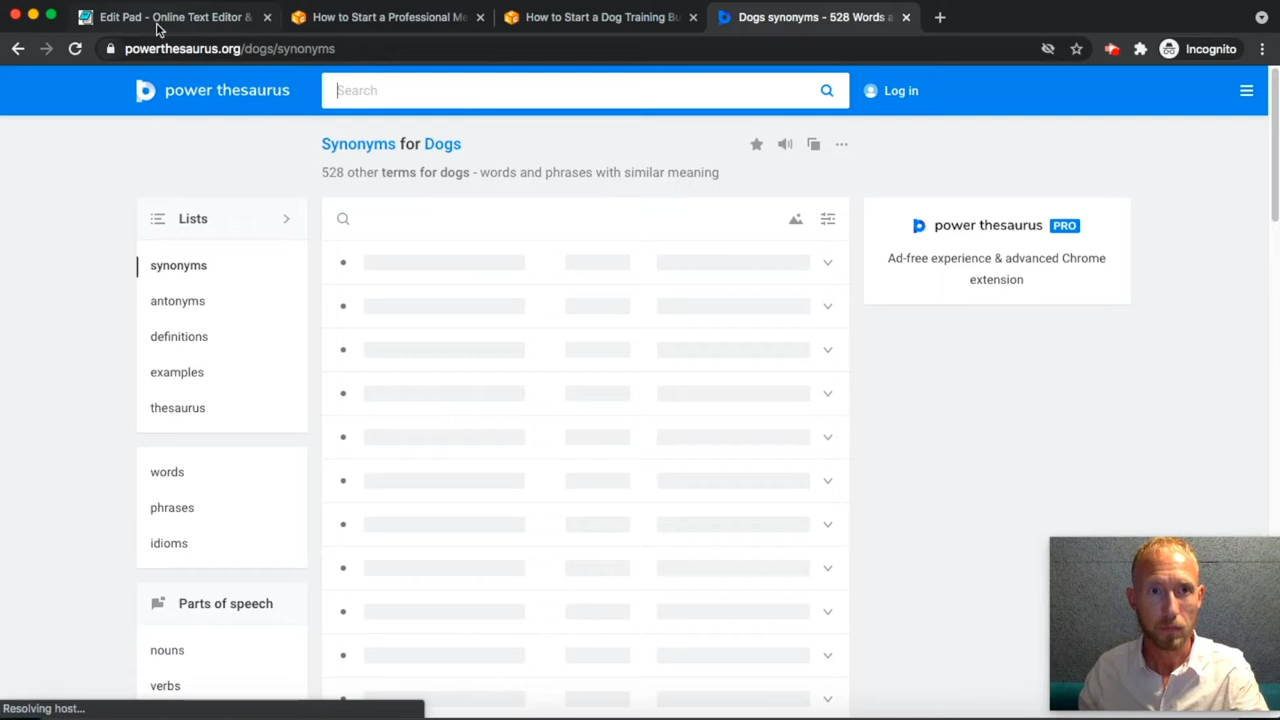 Edit Pad - Online Text Editor &
How to Start a Professional Me
How to Start a Dog Training Bu
Dogs synonyms - 528 Words a
powerthesaurus.org/dogs/synonyms
Incognito
power thesaurus
Search
Log in
Synonyms for Dogs
528 other terms for dogs - words and phrases with similar meaning
Lists
synonyms
antonyms
definitions
examples
thesaurus
words
phrases
idioms
Parts of speech
nouns
verbs
power thesaurus PRO
Ad-free experience & advanced Chrome
extension
Resolving host...